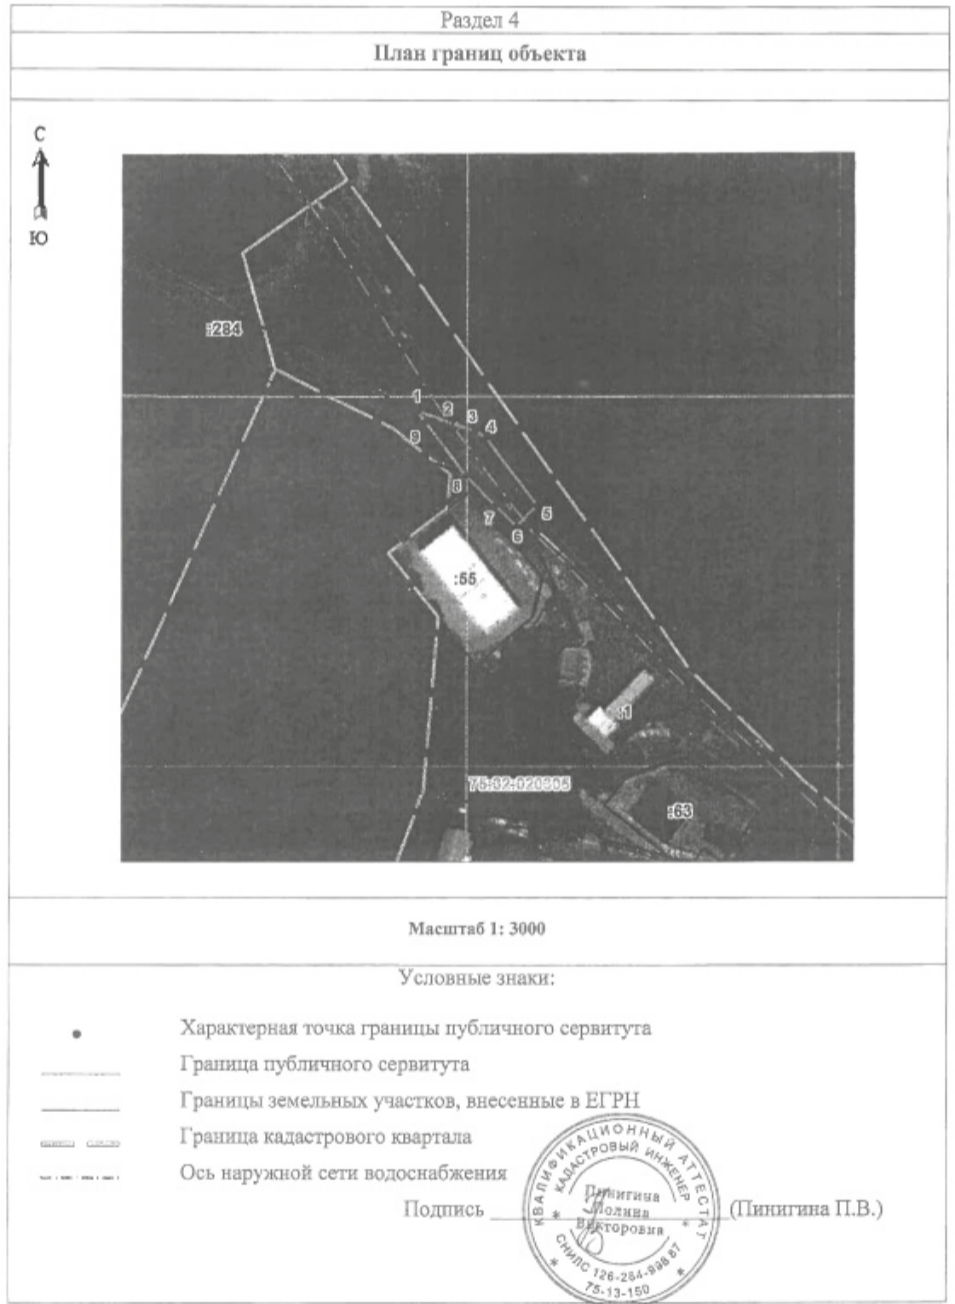 Раздел 4
План границ объекта
С
Ю
:284
1
2
3
4
9
8
7
5
6
:55
:1
75:32:020305
:63
Масштаб 1: 3000
Условные знаки:
Характерная точка границы публичного сервитута
Граница публичного сервитута
Границы земельных участков, внесенные в ЕГРН
Граница кадастрового квартала
Ось наружной сети водоснабжения
Подпись (Пинигина П.В.)
КВАЛИФИКАЦИОННЫЙ АТТЕСТАТ
КАДАСТРОВЫЙ ИНЖЕНЕР
Пинигина
Полина
Викторовна
СНИЛС 126-284-998 87
75-13-150